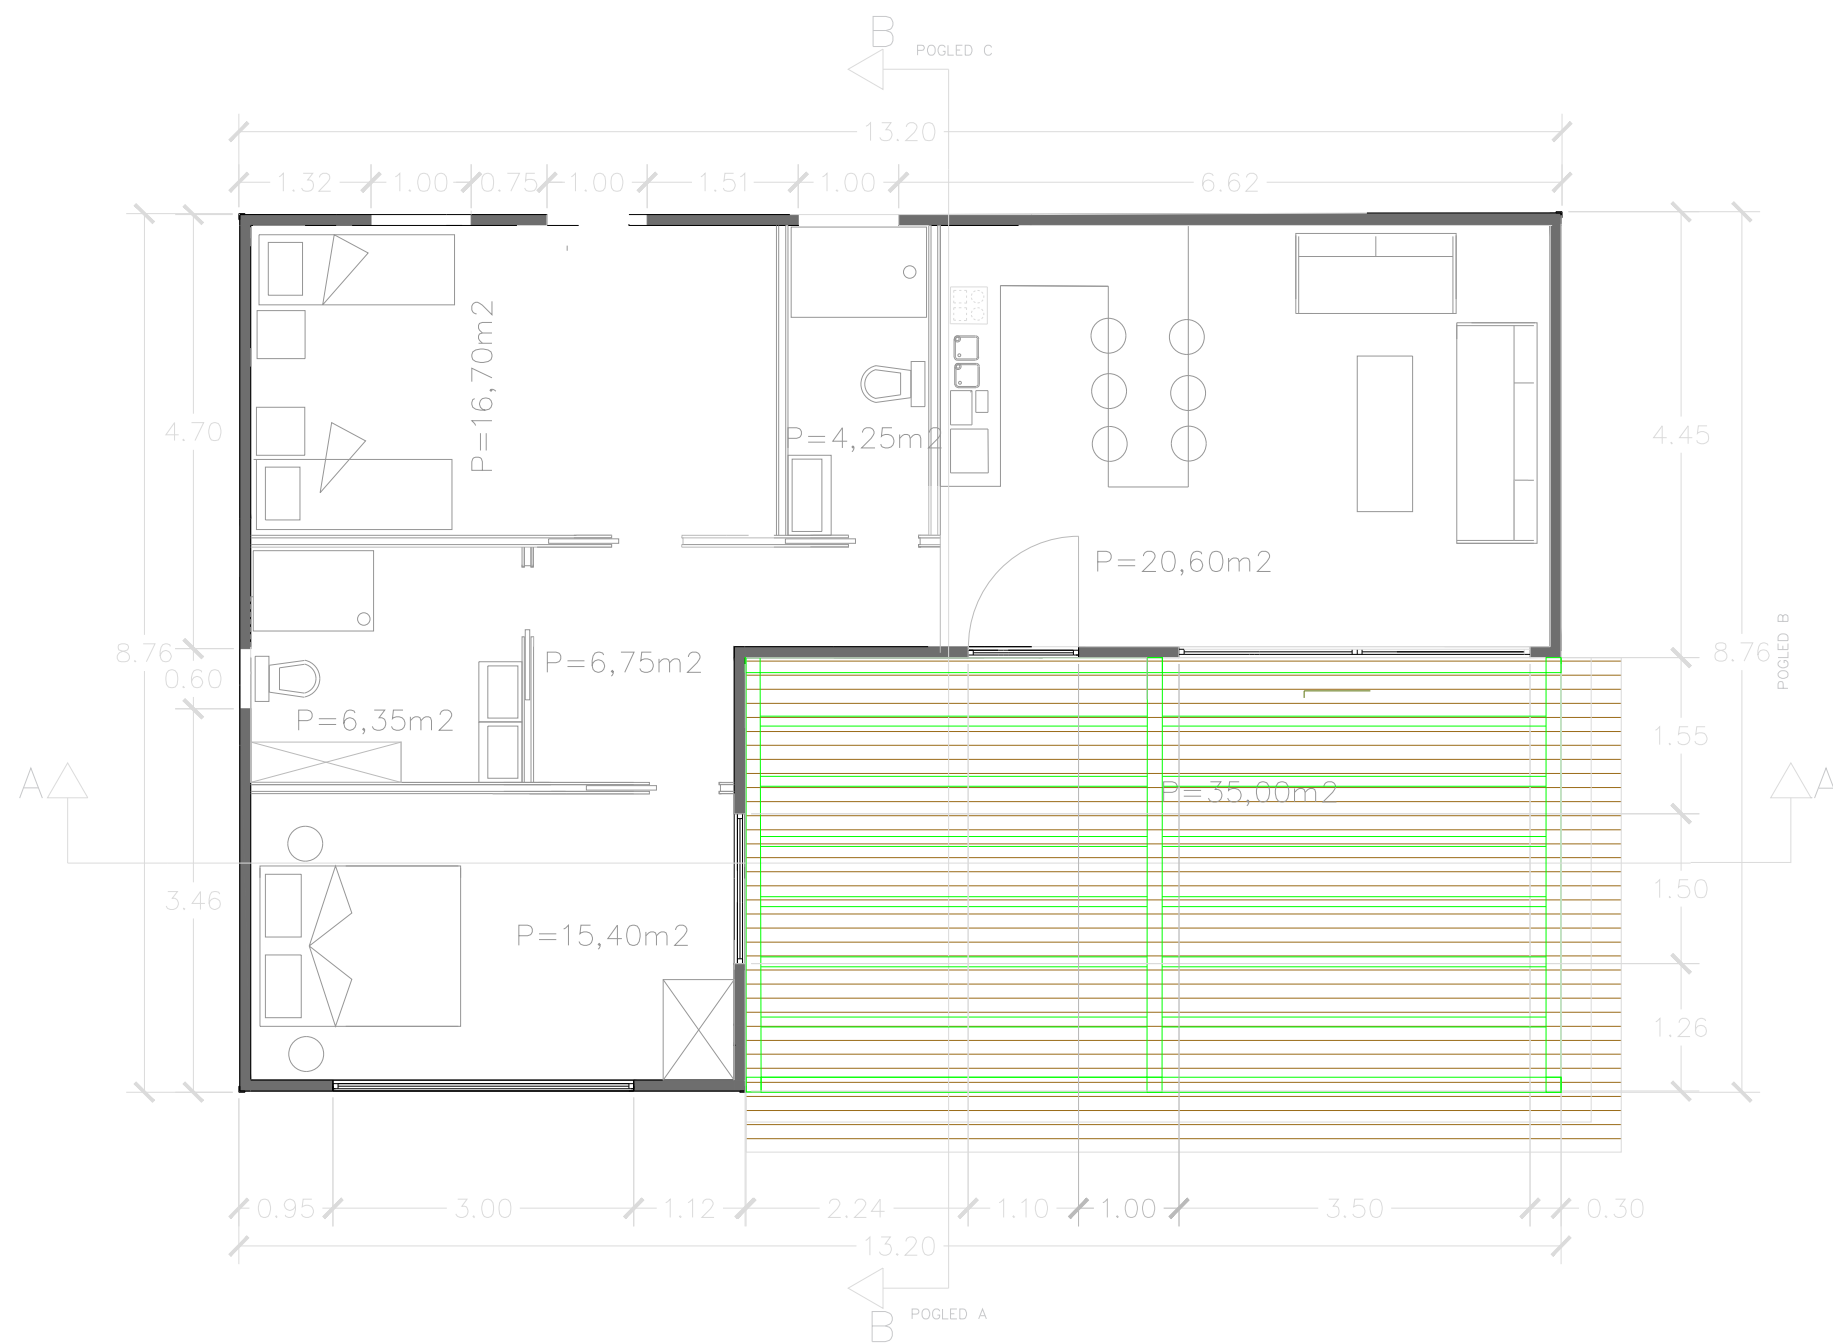 B
POGLED C
13.20
1.32 1.00 0.75 1.00 1.51 1.00 6.62
P=16,70m2
4.70
P=4,25m2
4.45
P=20,60m2
8.76
8.76
POGLED B
P=6,75m2
0.60
P=6,35m2
1.55
A
A
P=35,00m2
3.46
1.50
P=15,40m2
1.26
0.95 3.00 1.12 2.24 1.10 1.00 3.50 0.30
13.20
POGLED A
B